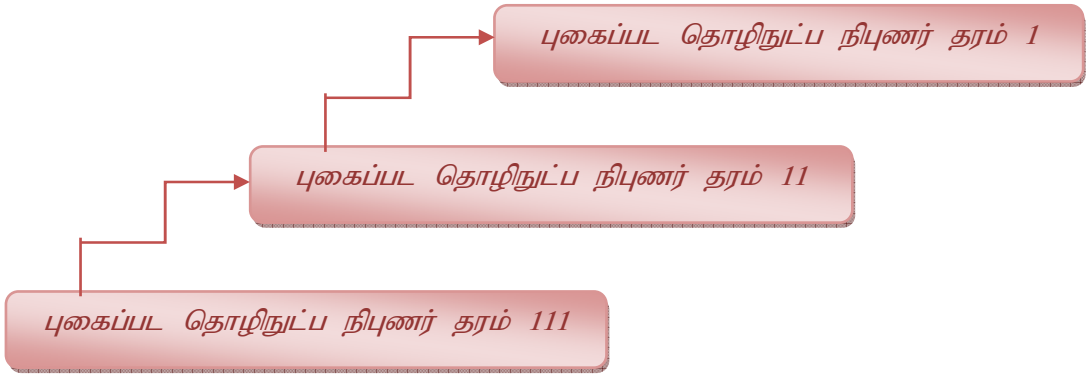 புகைப்பட தொழிநுட்ப நிபுணர் தரம் 1
புகைப்பட தொழிநுட்ப நிபுணர் தரம் 11
புகைப்பட தொழிநுட்ப நிபுணர் தரம் 111